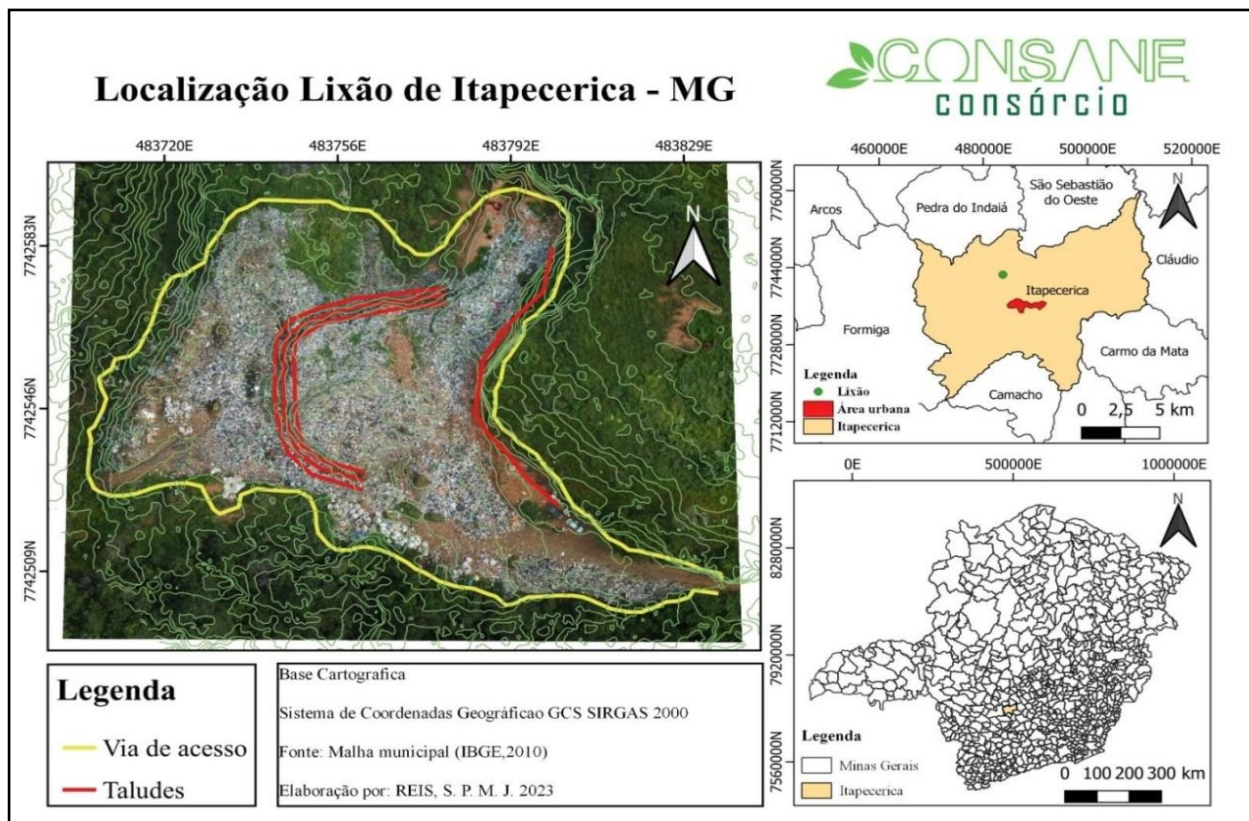 CONSANE
consórcio
Localização Lixão de Itapecerica - MG
483720E 483756E 483792E 483829E
7742583N
7742546N
7742509N
N
460000E 480000E 500000E 520000E
7760000N
7744000N
7728000N
7712000N
N
Arcos
Pedra do Indaiá
São Sebastião
do Oeste
Cláudio
Itapecerica
Formiga
Carmo da Mata
Camacho
Legenda
Lixão
Área urbana
Itapecerica
0 2,5 5 km
0E 500000E 1000000E
8280000N
7920000N
7560000N
N
Legenda
Minas Gerais
Itapecerica
0 100 200 300 km
Legenda
Via de acesso
Taludes
Base Cartografica
Sistema de Coordenadas Geográficao GCS SIRGAS 2000
Fonte: Malha municipal (IBGE,2010)
Elaboração por: REIS, S. P. M. J. 2023